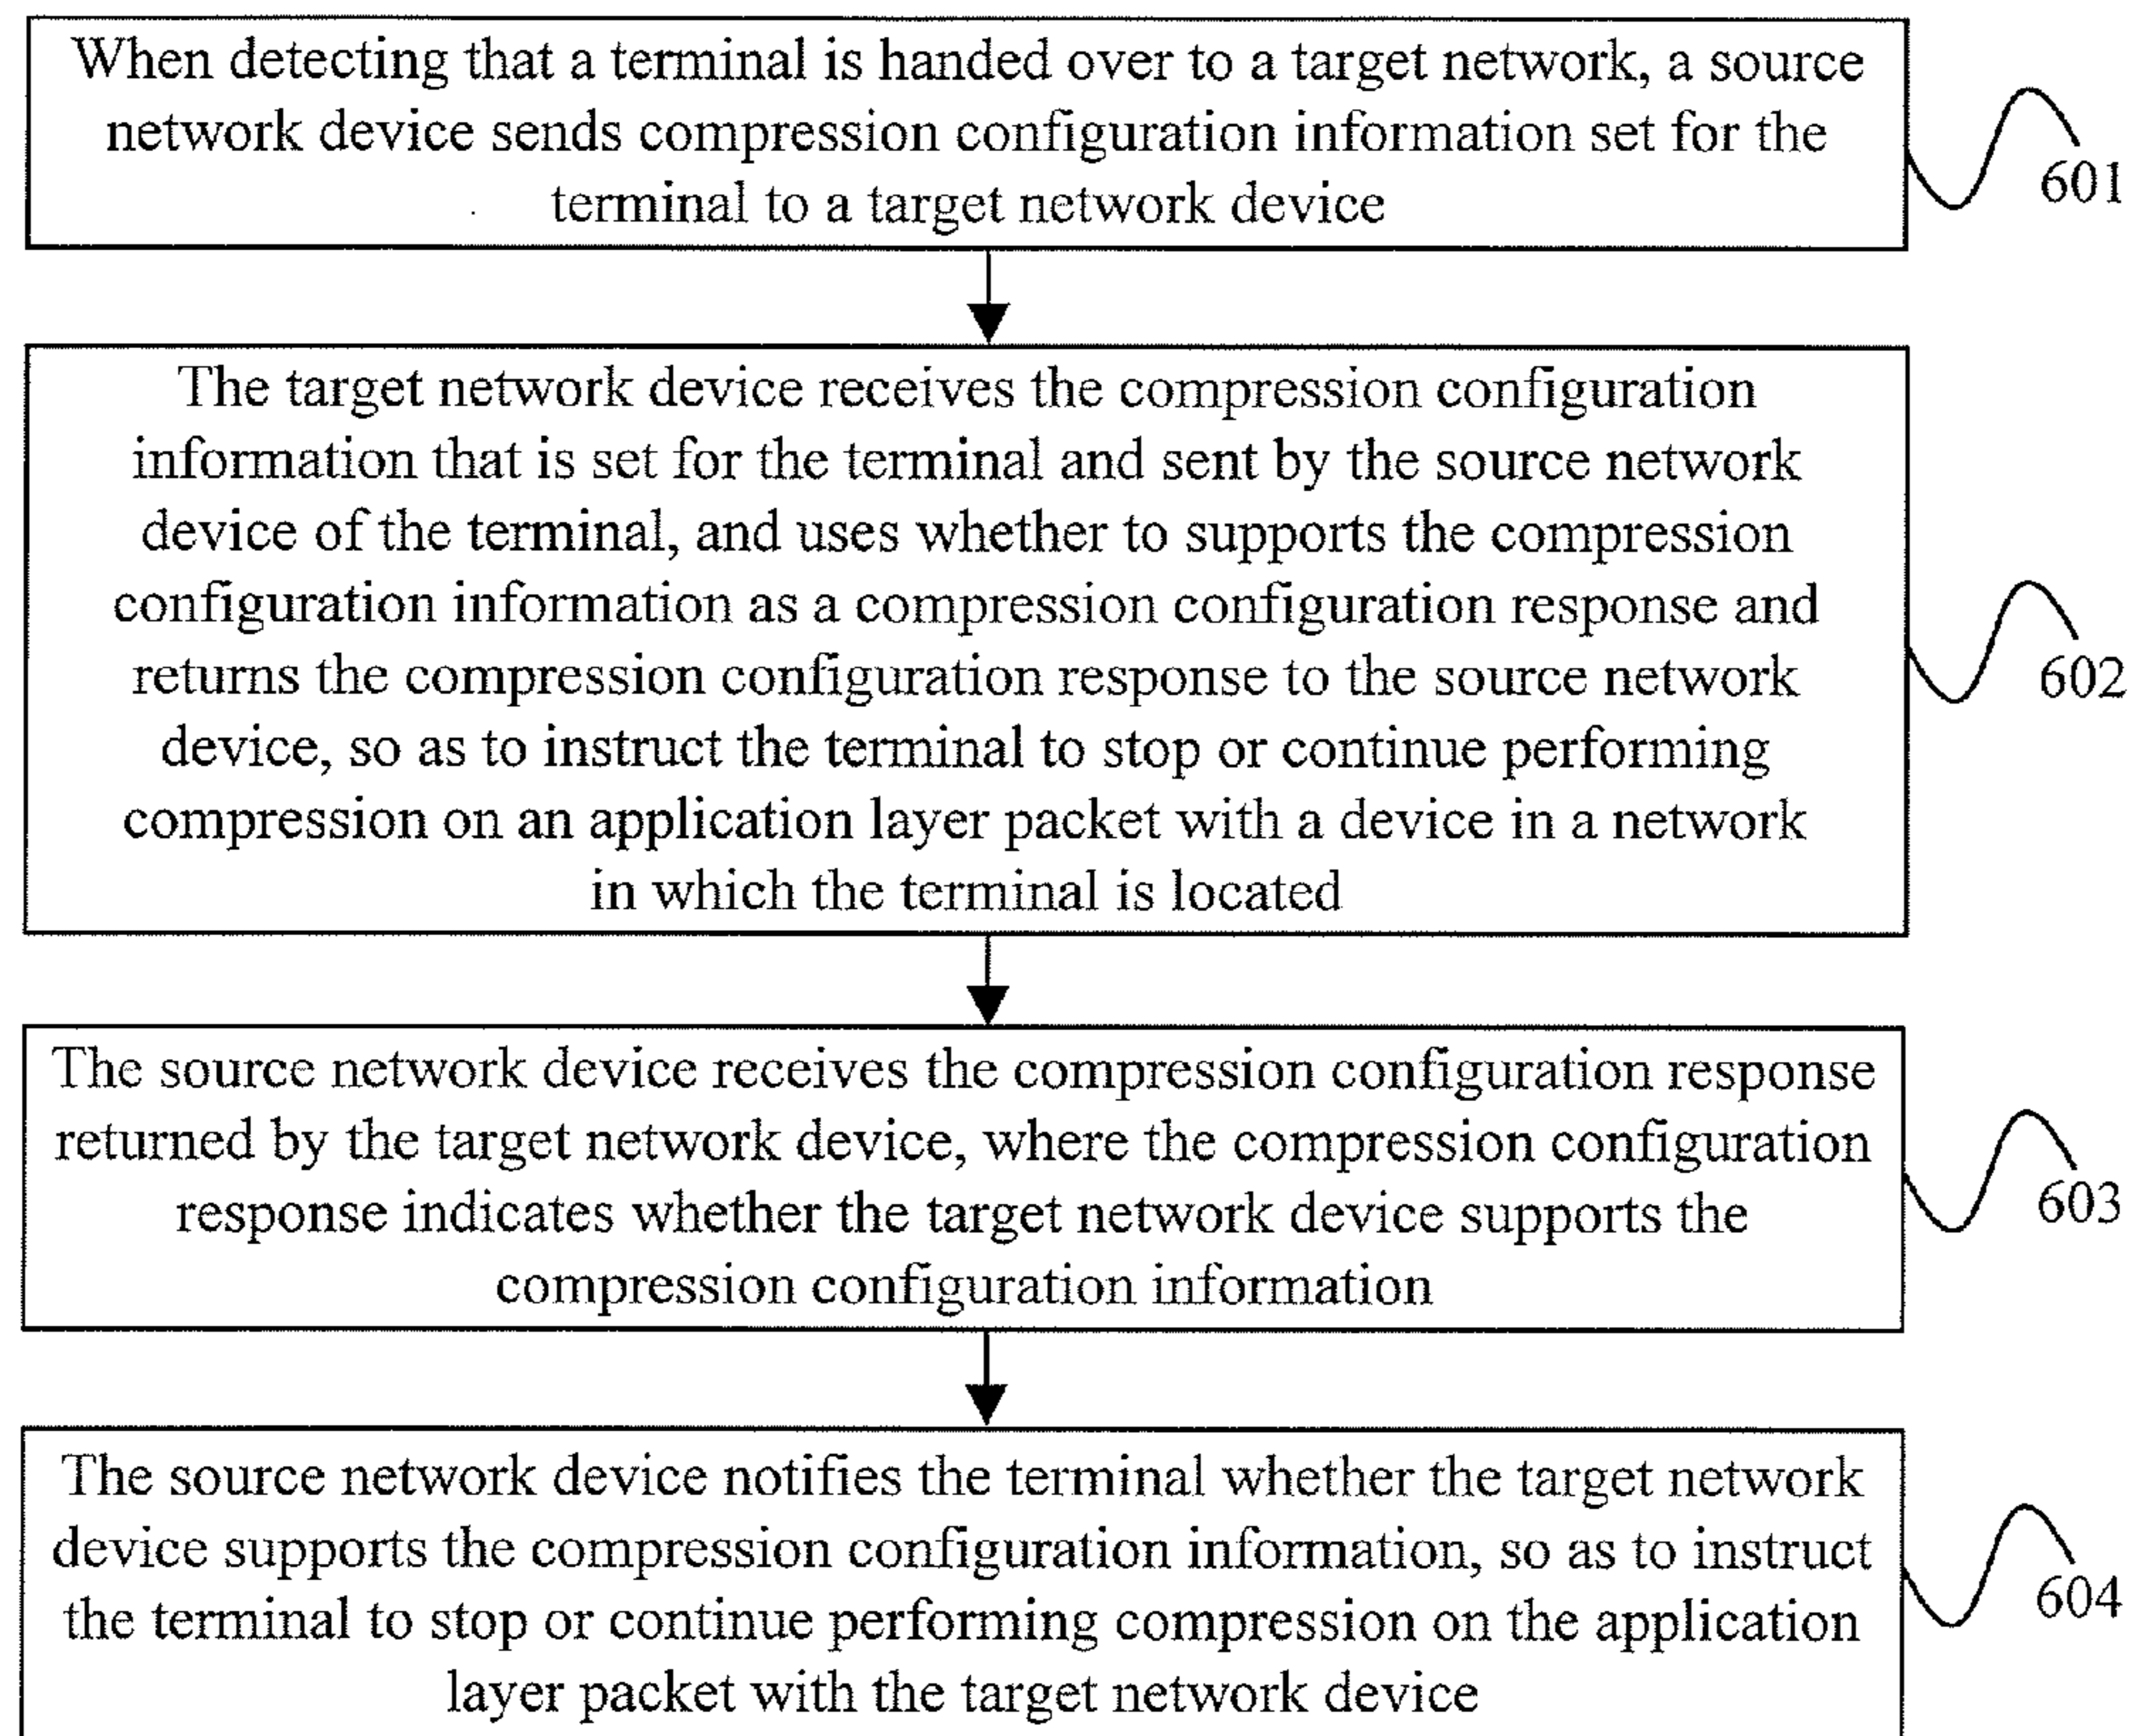 When detecting that a terminal is handed over to a target network, a source
network device sends compression configuration information set for the
terminal to a target network device
601
The target network device receives the compression configuration
information that is set for the terminal and sent by the source network
device of the terminal, and uses whether to supports the compression
configuration information as a compression configuration response and
returns the compression configuration response to the source network
device, so as to instruct the terminal to stop or continue performing
compression on an application layer packet with a device in a network
in which the terminal is located
602
The source network device receives the compression configuration response
returned by the target network device, where the compression configuration
response indicates whether the target network device supports the
compression configuration information
603
The source network device notifies the terminal whether the target network
device supports the compression configuration information, so as to instruct
the terminal to stop or continue performing compression on the application
layer packet with the target network device
604